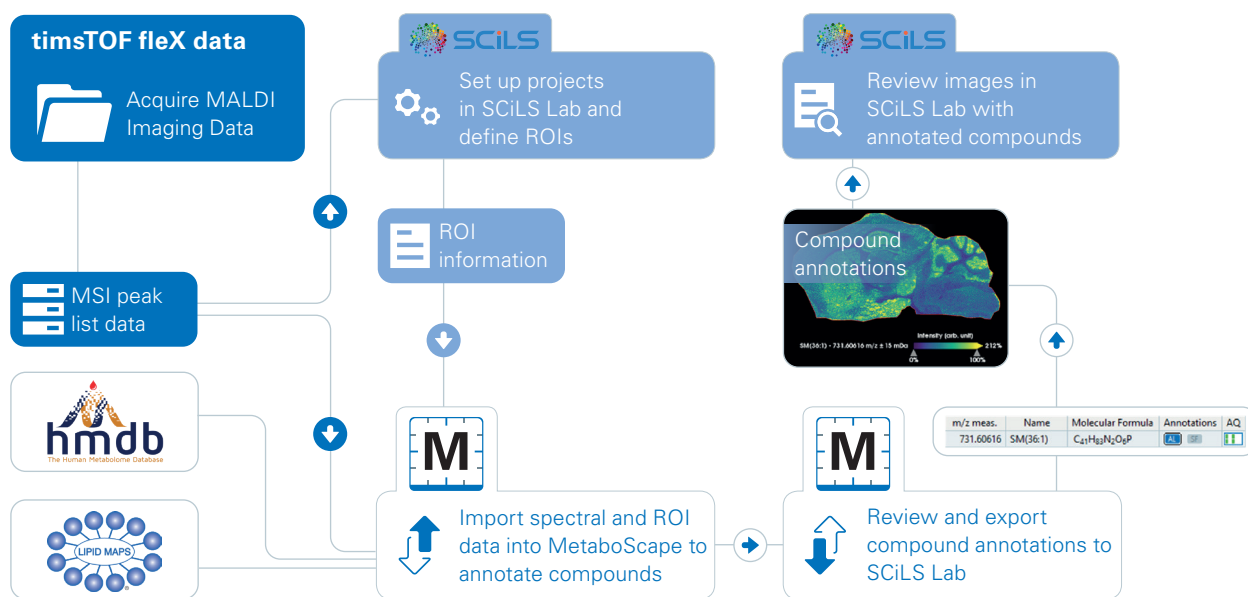 timsTOF fleX data
Acquire MALDI
Imaging Data
SCiLS
Set up projects
in SCiLS Lab and
define ROIs
SCiLS
Review images in
SCiLS Lab with
annotated compounds
ROI
information
Compound
annotations
Intensity (arb. unit)
SM(36:1) - 731.60616 m/z ± 15 mDa
212%
0%
100%
MSI peak
list data
hmdb
The Human Metabolome Database
LIPID MAPS
®
m/z meas. Name Molecular Formula Annotations AQ
731.60616 SM(36:1) C₄₁H₈₃N₂O₆P AL SF
M
Import spectral and ROI
data into MetaboScape to
annotate compounds
M
Review and export
compound annotations to
SCiLS Lab